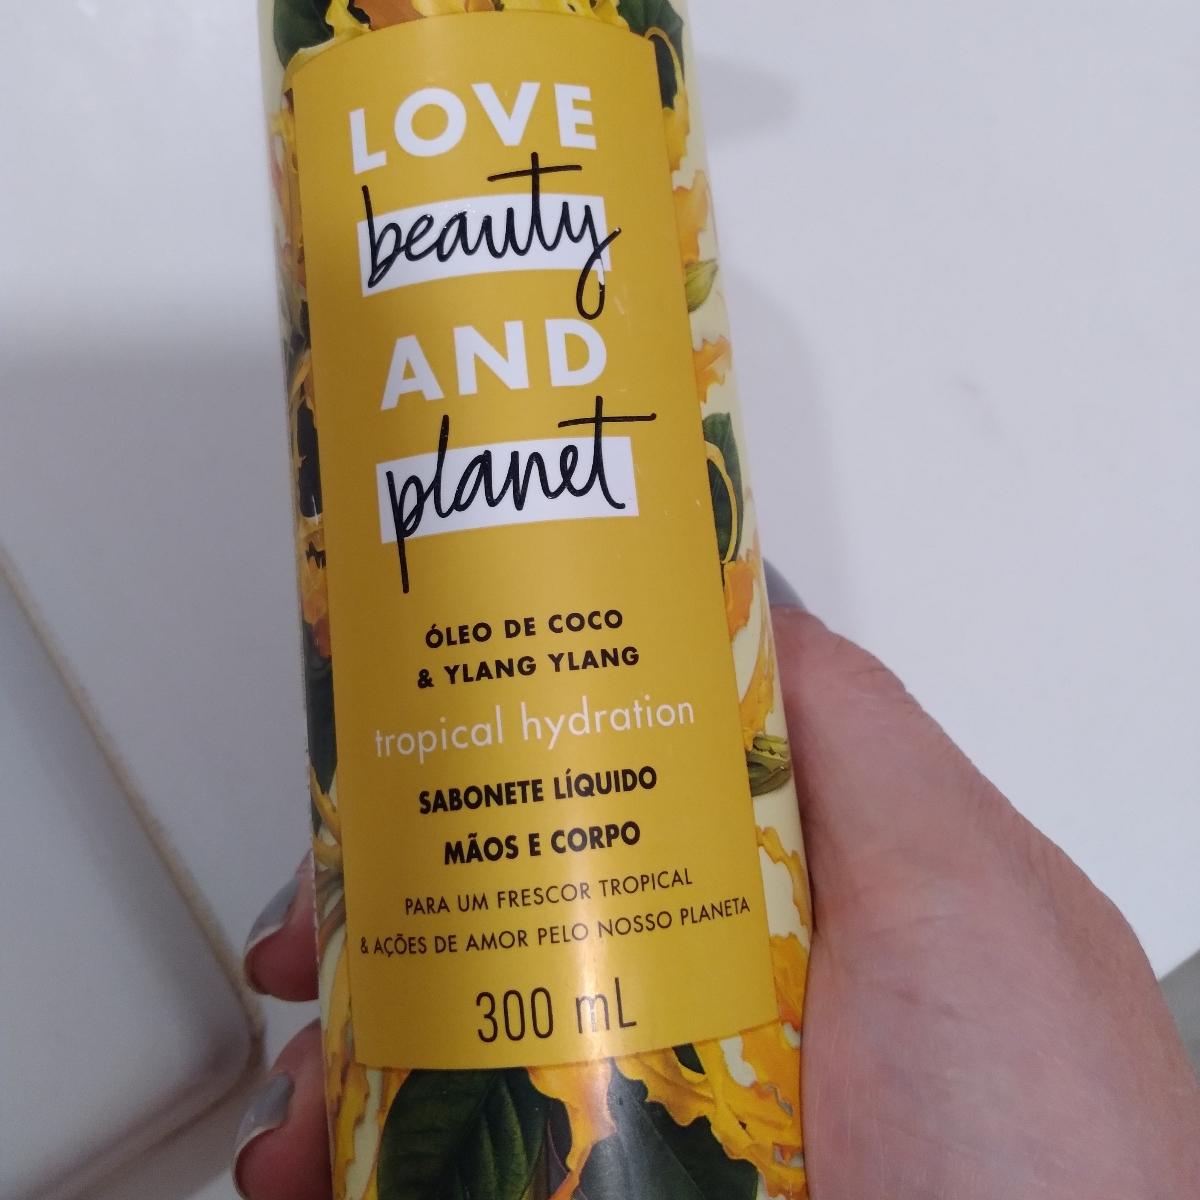 LOVE
beauty
AND
planet
ÓLEO DE COCO
& YLANG YLANG
tropical hydration
SABONETE LÍQUIDO
MÃOS E CORPO
PARA UM FRESCOR TROPICAL
& AÇÕES DE AMOR PELO NOSSO PLANETA
300 mL